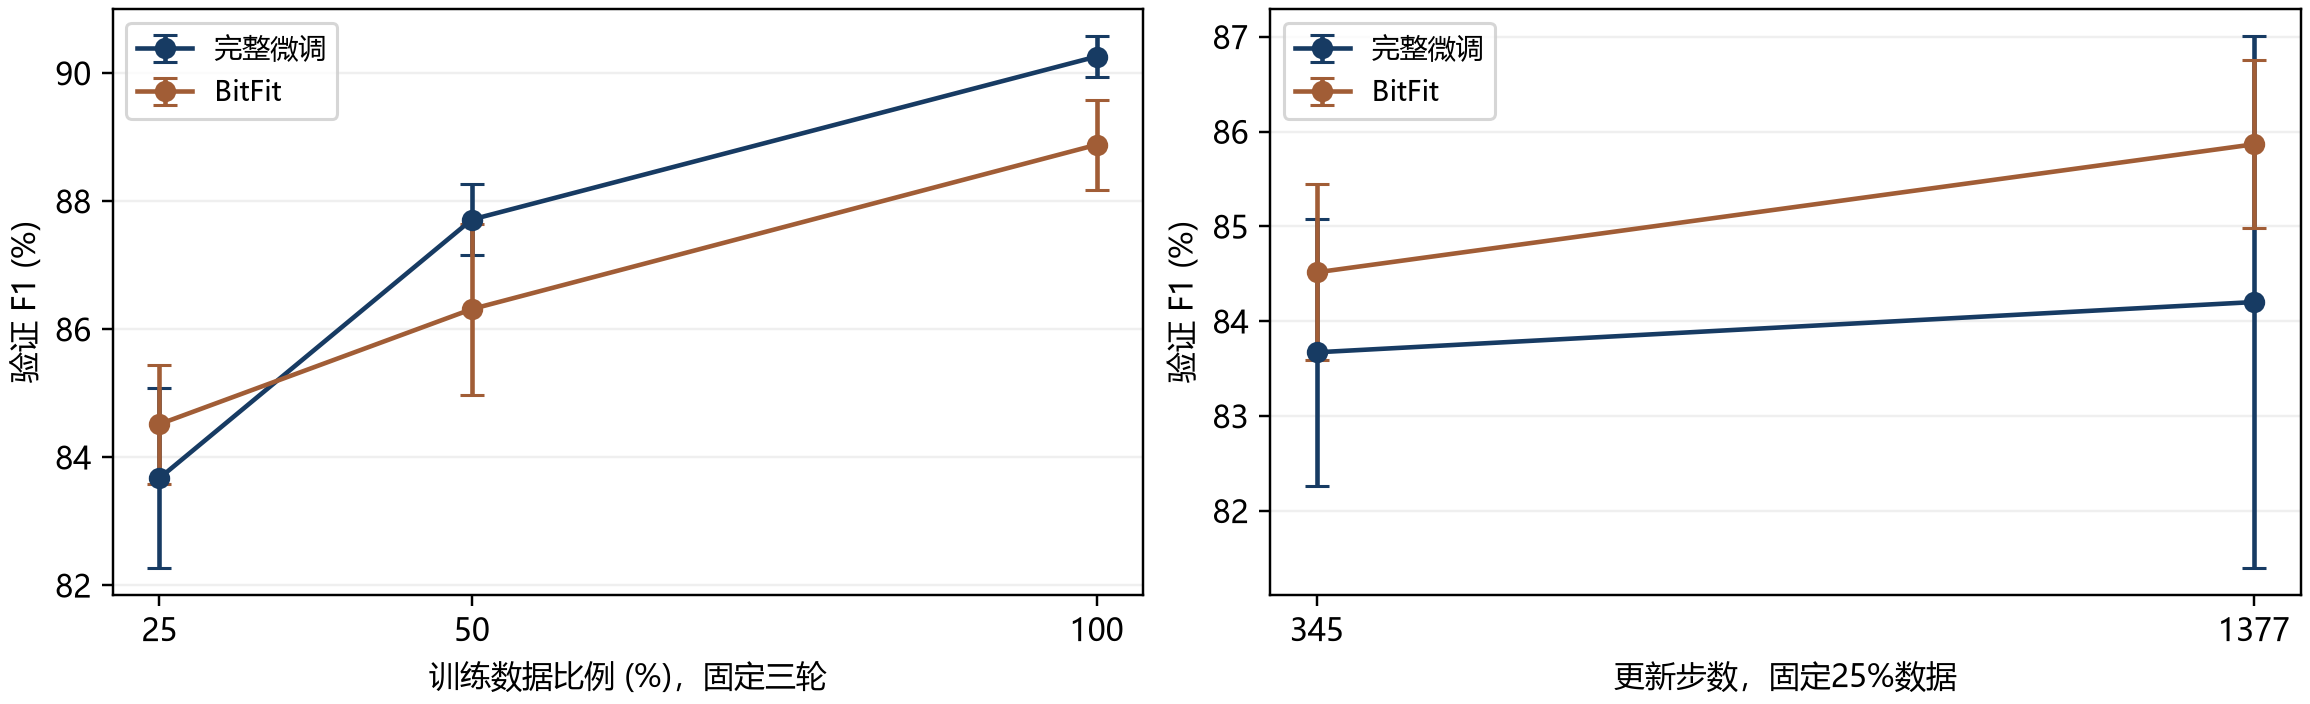 完整微调
BitFit
90
88
86
84
82
验证 F1 (%)
25
50
100
训练数据比例 (%)，固定三轮
完整微调
BitFit
87
86
85
84
83
82
验证 F1 (%)
345
1377
更新步数，固定25%数据